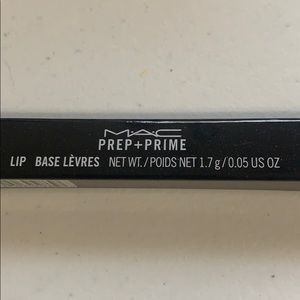 MAC
PREP+PRIME
LIP BASE LÈVRES NET WT./POIDS NET 1.7 g/0.05 US OZ